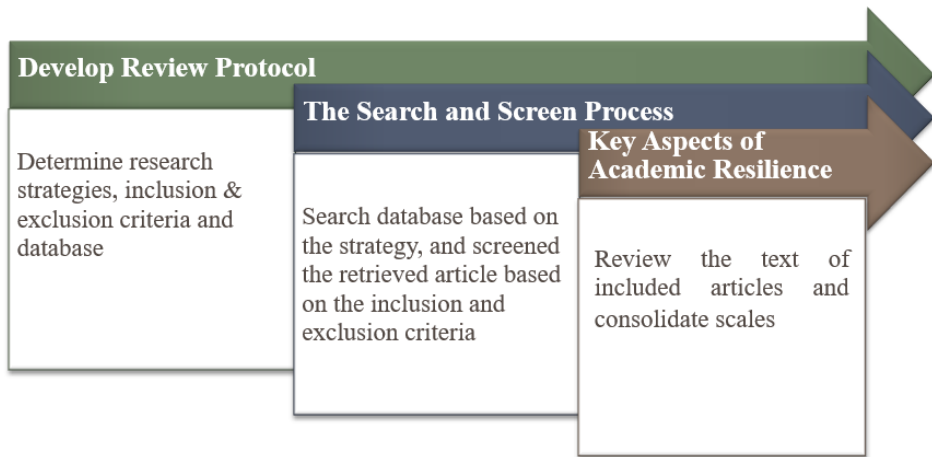 Develop Review Protocol
Determine research
strategies, inclusion &
exclusion criteria and
database
The Search and Screen Process
Search database based on
the strategy, and screened
the retrieved article based
on the inclusion and
exclusion criteria
Key Aspects of
Academic Resilience
Review the text of
included articles and
consolidate scales